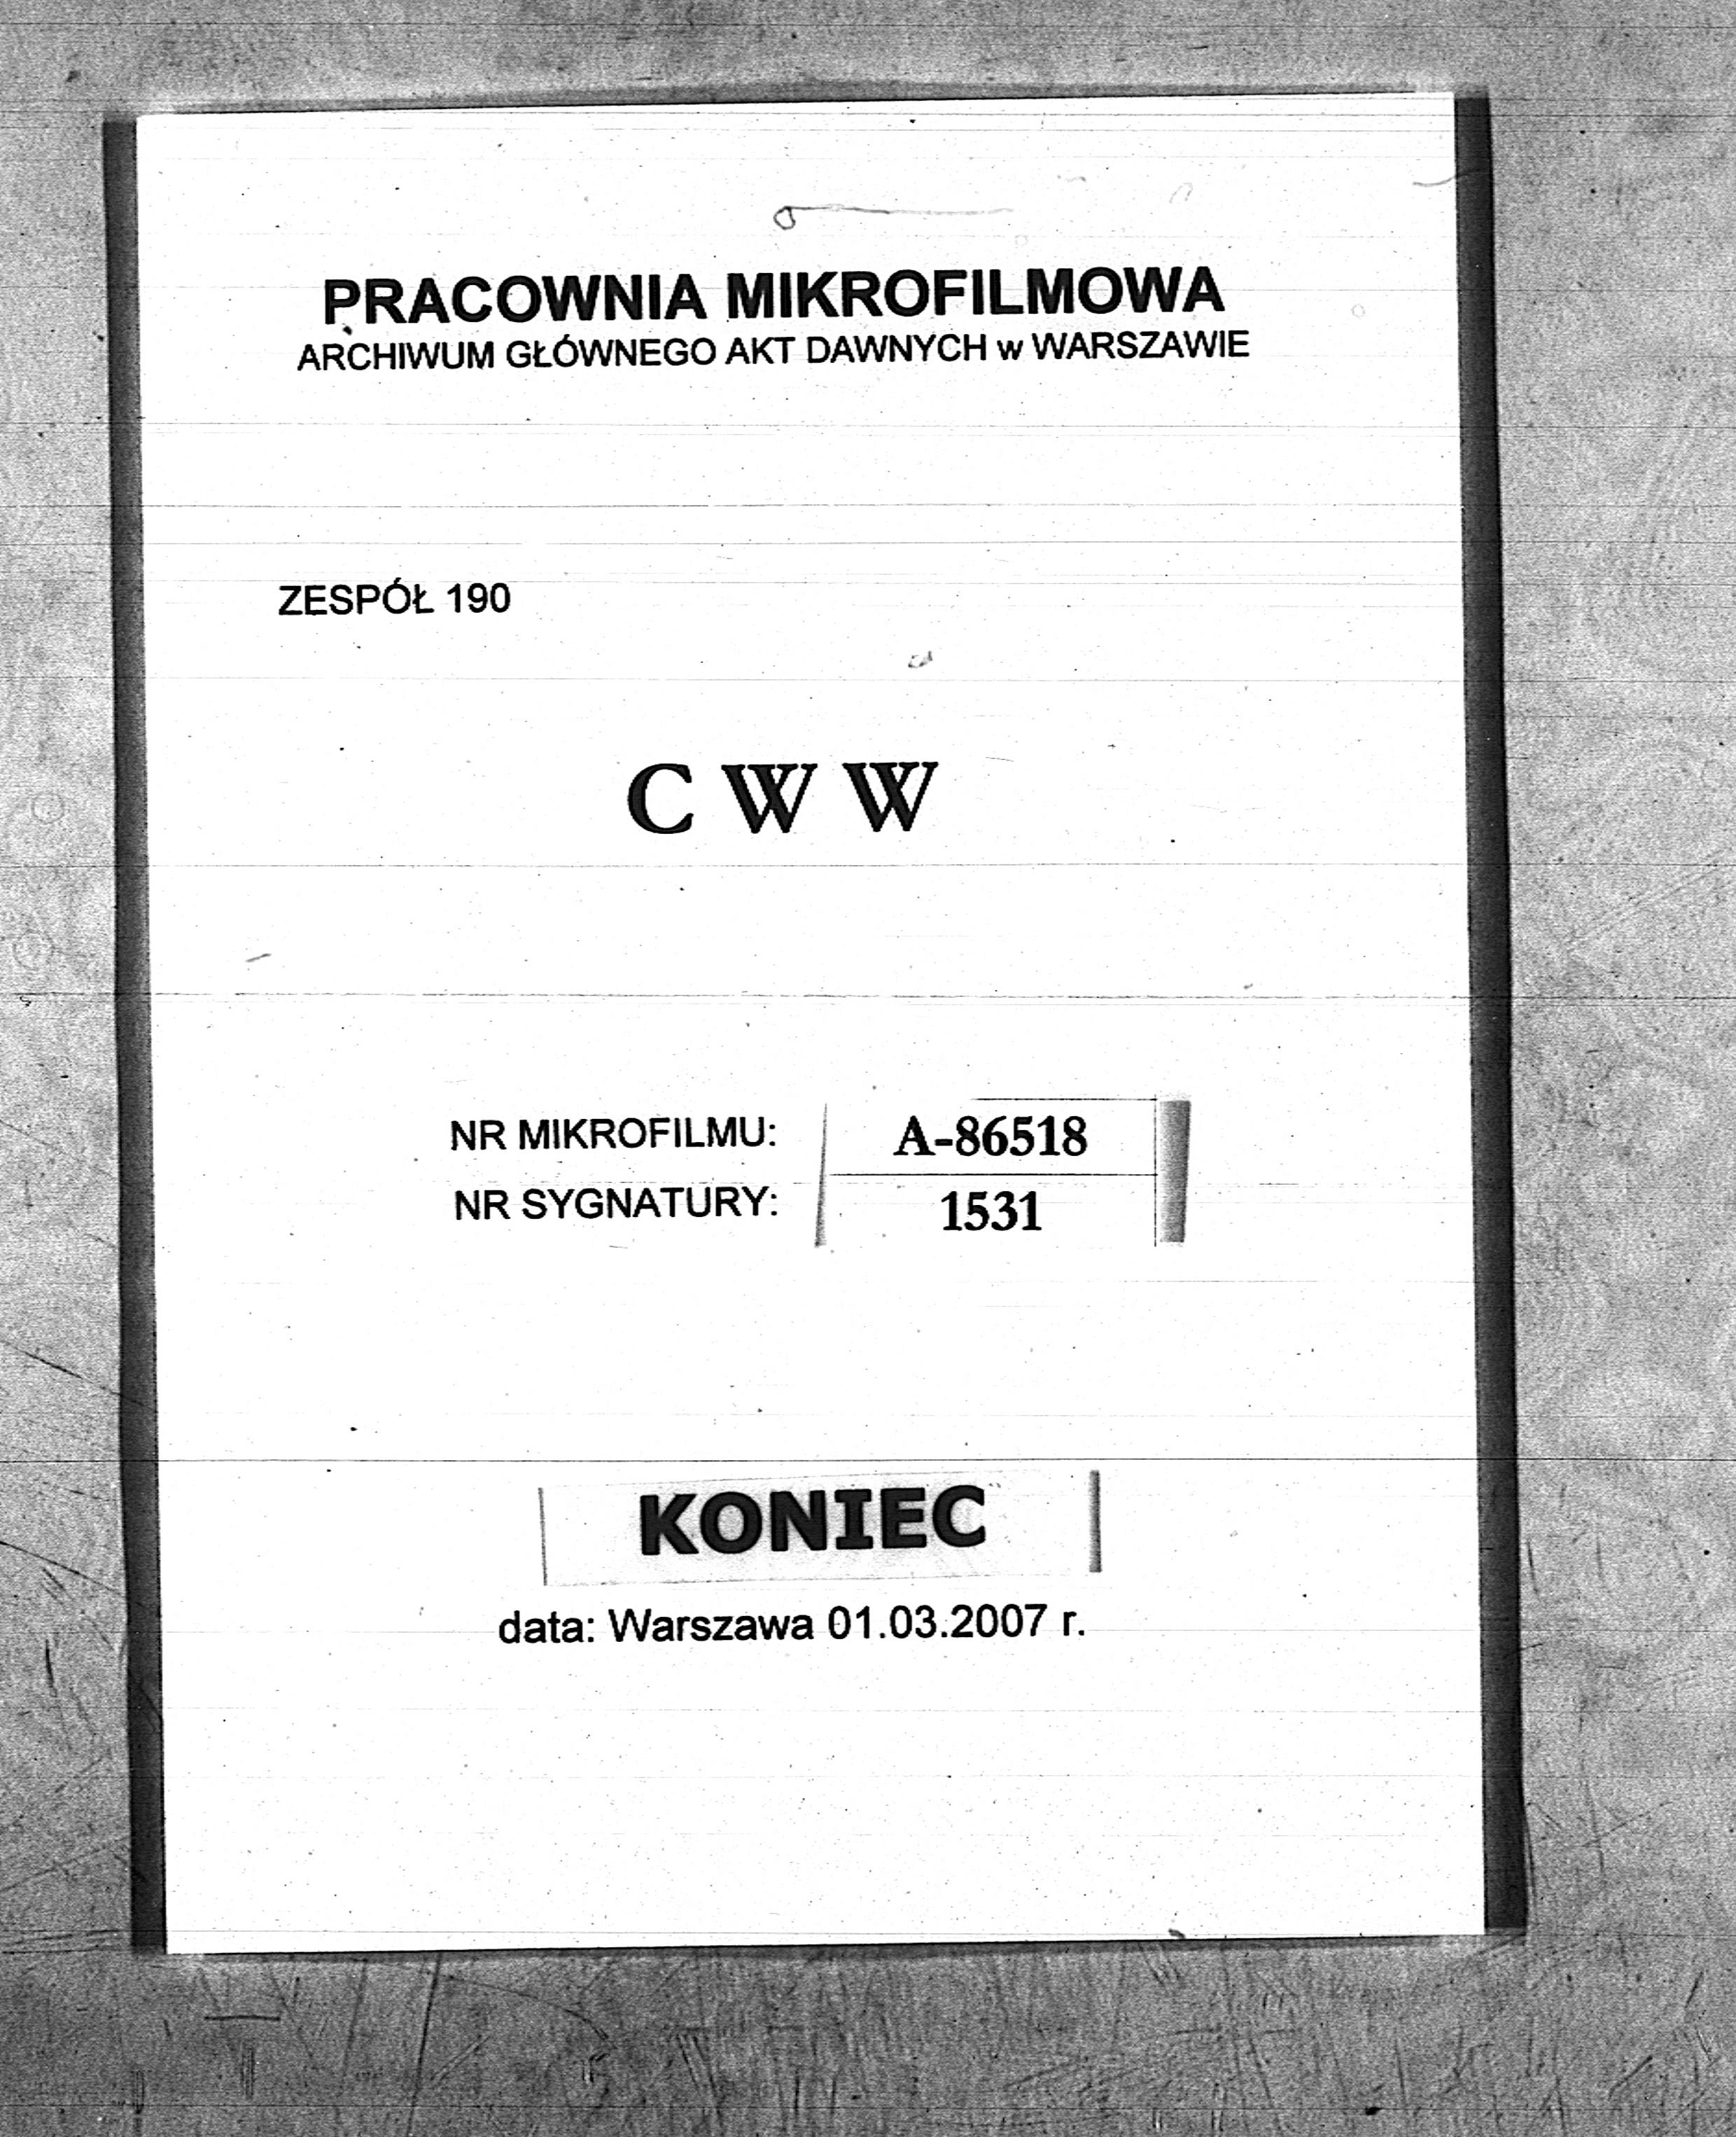 PRACOWNIA MIKROFILMOWA
ARCHIWUM GŁÓWNEGO AKT DAWNYCH w WARSZAWIE
ZESPÓŁ 190
C W W
NR MIKROFILMU: A-86518
NR SYGNATURY: 1531
KONIEC
data: Warszawa 01.03.2007 r.